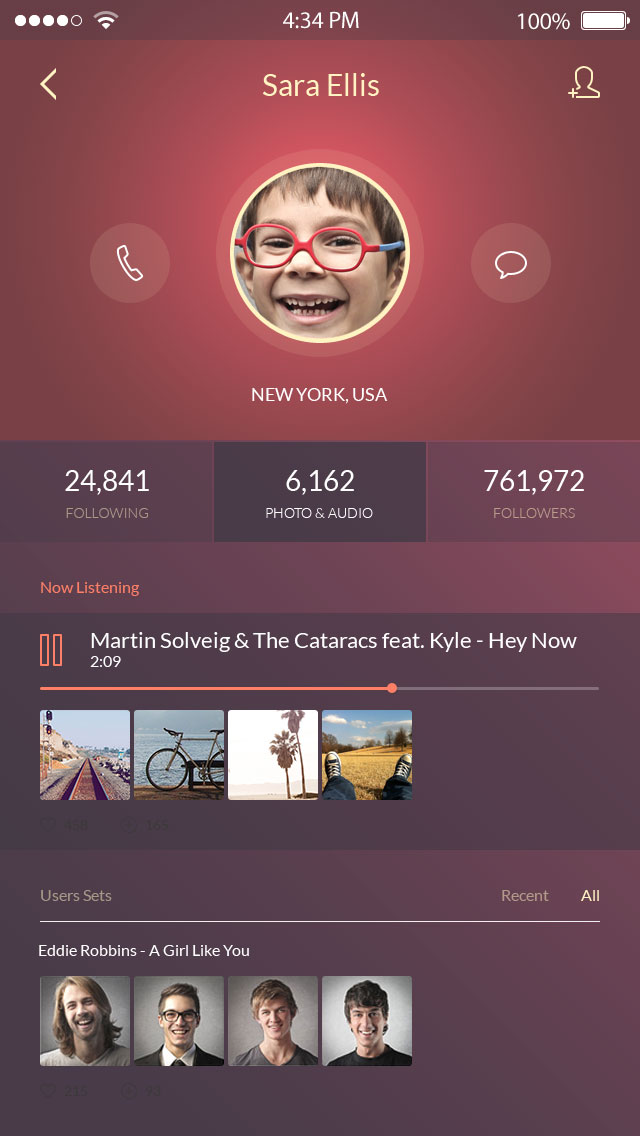 4:34 PM 100%
Sara Ellis
NEW YORK, USA
24,841 6,162 761,972
FOLLOWING PHOTO & AUDIO FOLLOWERS
Now Listening
Martin Solveig & The Cataracs feat. Kyle - Hey Now
2:09
458 165
Users Sets Recent All
Eddie Robbins - A Girl Like You
215 93